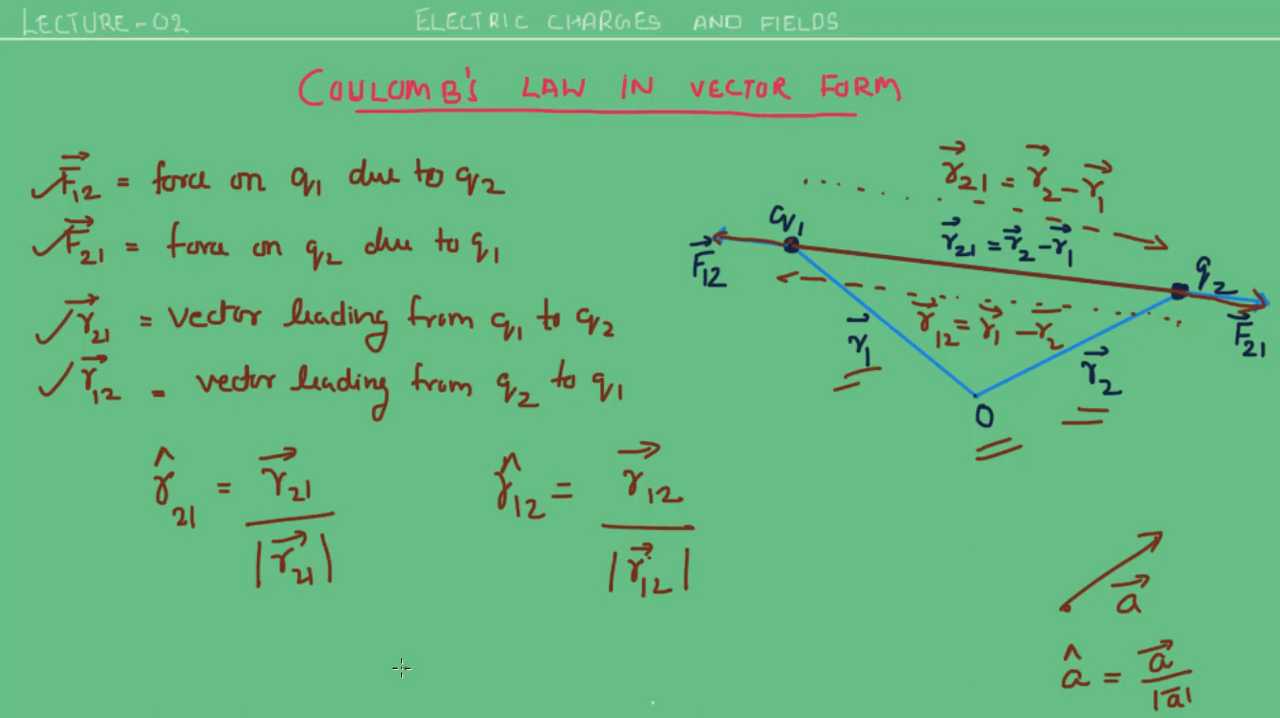 LECTURE-02
ELECTRIC CHARGES AND FIELDS
COULOMB'S LAW IN VECTOR FORM
✓F⃗₁₂ = force on q₁ due to q₂
✓F⃗₂₁ = force on q₂ due to q₁
✓r⃗₂₁ = vector leading from q₁ to q₂
✓r⃗₁₂ = vector leading from q₂ to q₁
r̂₂₁ = r⃗₂₁ / |r⃗₂₁|
r̂₁₂ = r⃗₁₂ / |r⃗₁₂|
r⃗₂₁ = r⃗₂ - r⃗₁
q₁
r⃗₂₁ = r⃗₂ - r⃗₁
q₂
F⃗₁₂
r⃗₁₂ = r⃗₁ - r⃗₂
F⃗₂₁
r⃗₁
r⃗₂
O
a⃗
â = a⃗ / |a⃗|